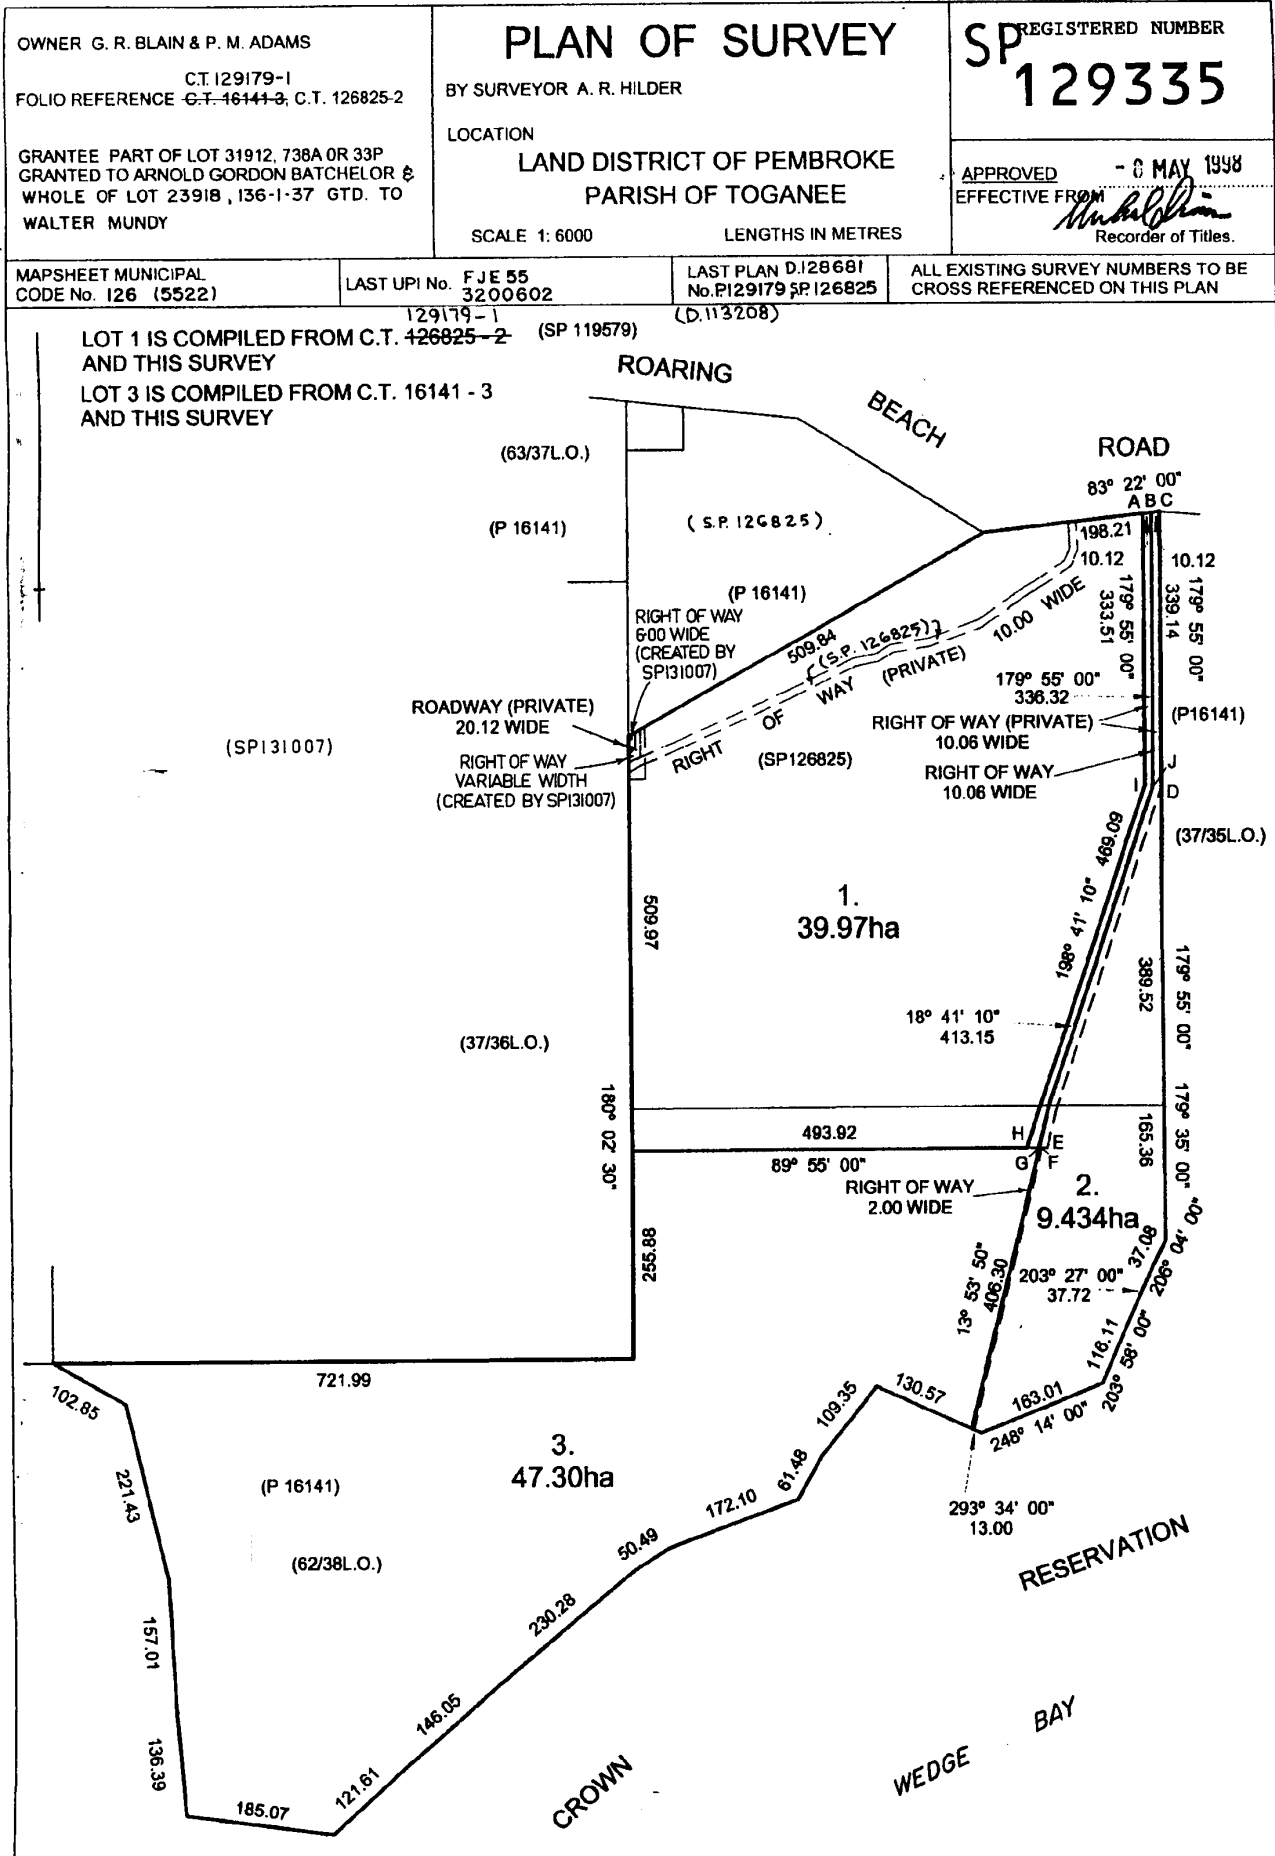 OWNER G. R. BLAIN & P. M. ADAMS
C.T. 129179-1
FOLIO REFERENCE C.T. 16141-3, C.T. 126825-2
GRANTEE PART OF LOT 31912, 738A 0R 33P
GRANTED TO ARNOLD GORDON BATCHELOR &
WHOLE OF LOT 23918, 136-1-37 GTD. TO
WALTER MUNDY
PLAN OF SURVEY
BY SURVEYOR A. R. HILDER
LOCATION
LAND DISTRICT OF PEMBROKE
PARISH OF TOGANEE
SCALE 1: 6000 LENGTHS IN METRES
REGISTERED NUMBER
SP
129335
APPROVED MAY 1998
EFFECTIVE FROM
Recorder of Titles.
MAPSHEET MUNICIPAL
CODE No. 126 (5522)
LAST UPI No. FJE 55
3200602
LAST PLAN D.128681
No.P129179 SP.126825
(D.113208)
ALL EXISTING SURVEY NUMBERS TO BE
CROSS REFERENCED ON THIS PLAN
129179-1
LOT 1 IS COMPILED FROM C.T. 126825-2 (SP 119579)
AND THIS SURVEY
LOT 3 IS COMPILED FROM C.T. 16141 - 3
AND THIS SURVEY
ROARING
BEACH
ROAD
(63/37L.O.)
83° 22' 00"
A B C
(P 16141)
(S.P. 126825)
198.21
10.12
10.12
(P 16141)
179° 55' 00"
333.51
339.14
179° 55' 00"
RIGHT OF WAY
6·00 WIDE
(CREATED BY
SP131007)
509.84
(S.P. 126825)
10.00 WIDE
RIGHT OF WAY (PRIVATE)
179° 55' 00"
336.32
ROADWAY (PRIVATE)
20.12 WIDE
RIGHT OF WAY (PRIVATE)
10.06 WIDE
(P16141)
(SP131007)
RIGHT OF WAY
VARIABLE WIDTH
(CREATED BY SP131007)
(SP126825)
RIGHT OF WAY
10.06 WIDE
J
I
D
(37/35L.O.)
1.
39.97ha
198° 41' 10" 469.09
509.97
389.52
179° 55' 00"
18° 41' 10"
413.15
(37/36L.O.)
180° 02' 30"
493.92
89° 55' 00"
H
E
G
F
165.36
179° 35' 00"
RIGHT OF WAY
2.00 WIDE
2.
9.434ha
255.88
13° 53' 50"
406.30
203° 27' 00"
37.72
37.08
206° 04' 00"
721.99
102.85
109.35
130.57
163.01
248° 14' 00"
116.11
203° 58' 00"
3.
47.30ha
221.43
(P 16141)
61.48
172.10
293° 34' 00"
13.00
50.49
(62/38L.O.)
RESERVATION
157.01
230.28
146.05
136.39
121.61
185.07
CROWN
WEDGE BAY